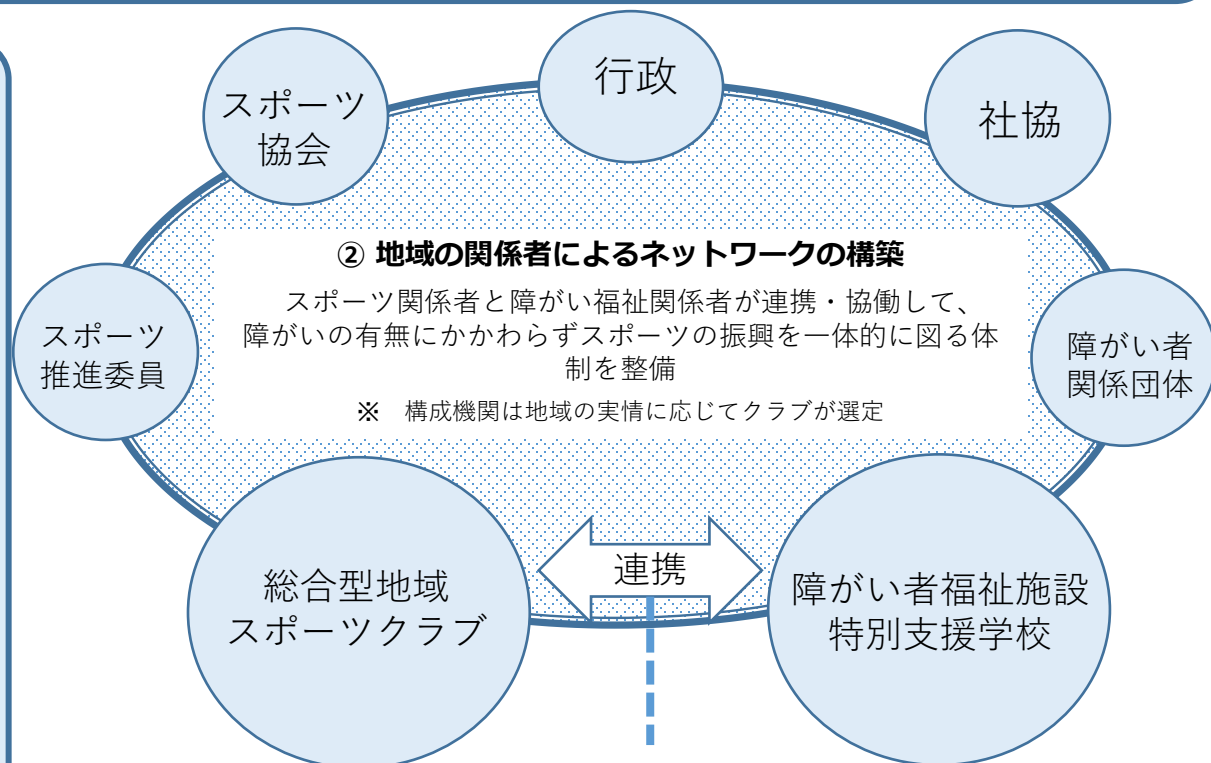 行政
スポーツ
協会
社協
② 地域の関係者によるネットワークの構築
スポーツ関係者と障がい福祉関係者が連携・協働して、
障がいの有無にかかわらずスポーツの振興を一体的に図る体
制を整備
※　構成機関は地域の実情に応じてクラブが選定
スポーツ
推進委員
障がい者
関係団体
総合型地域
スポーツクラブ
連携
障がい者福祉施設
特別支援学校